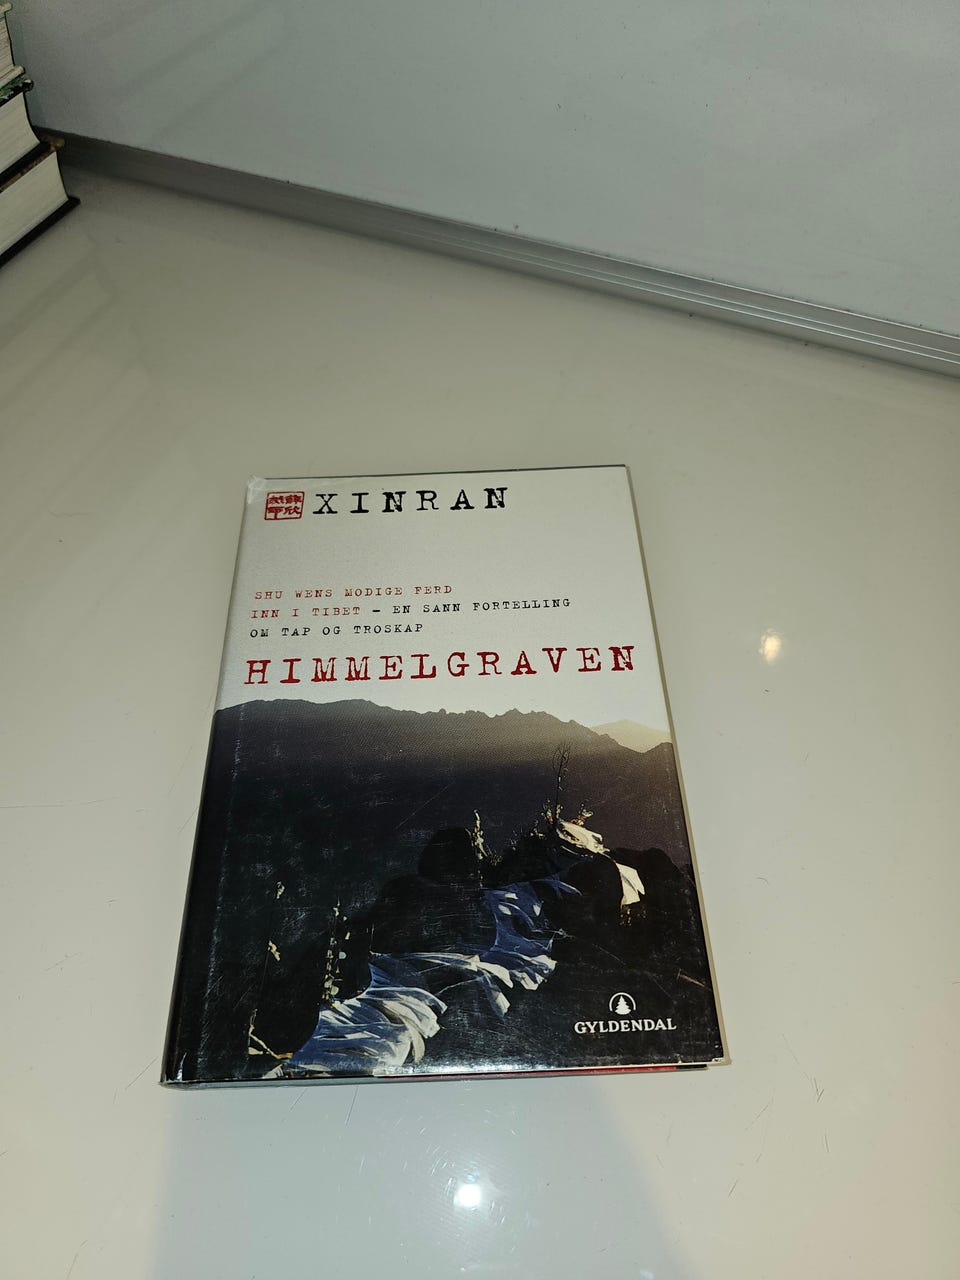 XINRAN
SHU WENS MODIGE FERD
INN I TIBET – EN SANN FORTELLING
OM TAP OG TROSKAP
HIMMELGRAVEN
GYLDENDAL